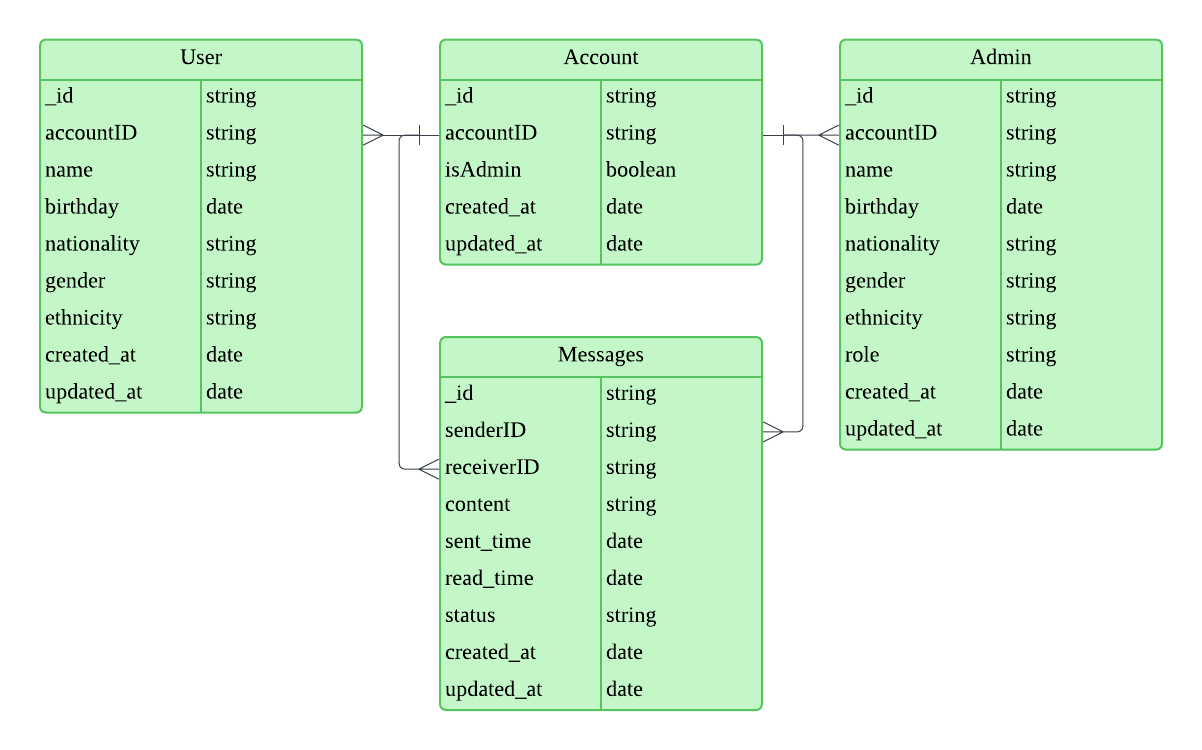 User
_id string
accountID string
name string
birthday date
nationality string
gender string
ethnicity string
created_at date
updated_at date
Account
_id string
accountID string
isAdmin boolean
created_at date
updated_at date
Admin
_id string
accountID string
name string
birthday date
nationality string
gender string
ethnicity string
role string
created_at date
updated_at date
Messages
_id string
senderID string
receiverID string
content string
sent_time date
read_time date
status string
created_at date
updated_at date